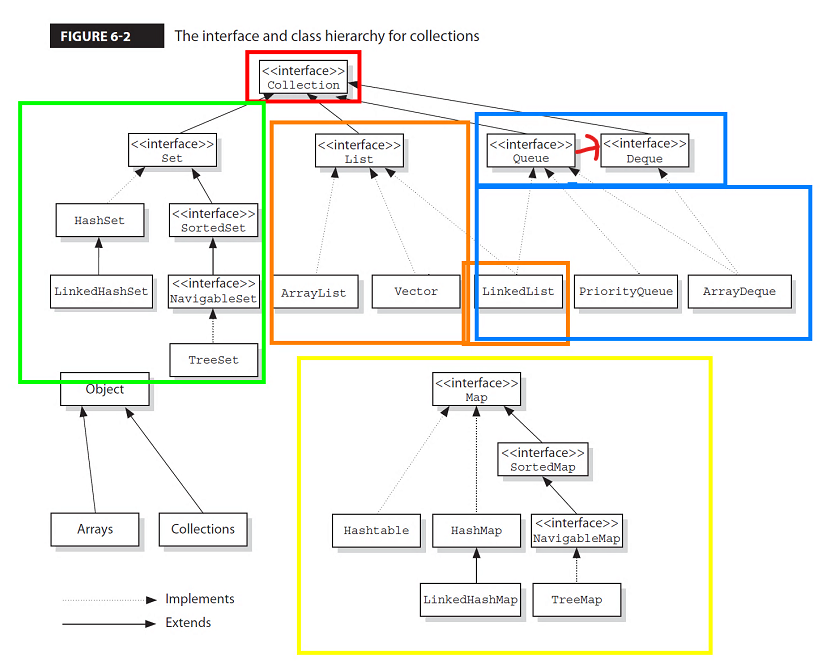 FIGURE 6-2 The interface and class hierarchy for collections
<<interface>>
Collection
<<interface>>
Set
<<interface>>
List
<<interface>>
Queue
<<interface>>
Deque
HashSet
<<interface>>
SortedSet
LinkedHashSet
<<interface>>
NavigableSet
ArrayList
Vector
LinkedList
PriorityQueue
ArrayDeque
TreeSet
Object
<<interface>>
Map
<<interface>>
SortedMap
Arrays
Collections
Hashtable
HashMap
<<interface>>
NavigableMap
LinkedHashMap
TreeMap
Implements
Extends